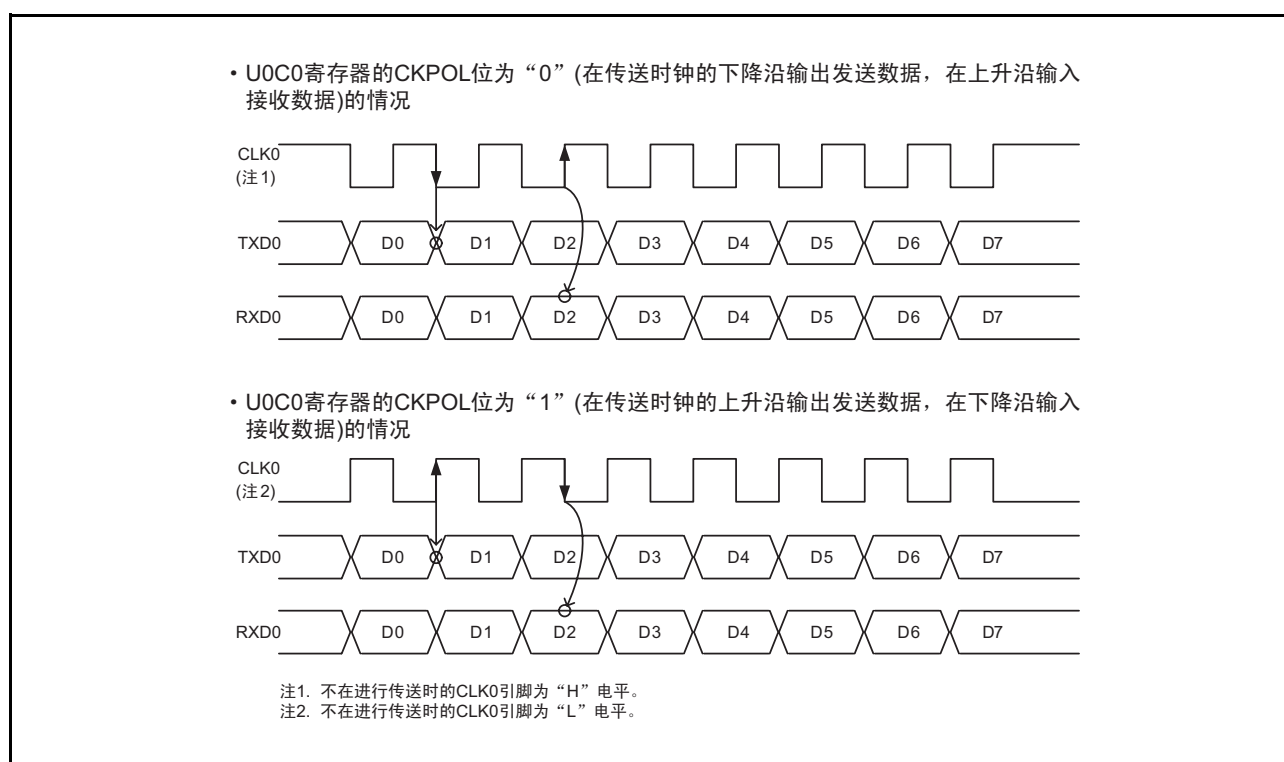 • U0C0寄存器的CKPOL位为“0”(在传送时钟的下降沿输出发送数据，在上升沿输入
接收数据)的情况
CLK0
(注1)
TXD0 D0 D1 D2 D3 D4 D5 D6 D7
RXD0 D0 D1 D2 D3 D4 D5 D6 D7
• U0C0寄存器的CKPOL位为“1”(在传送时钟的上升沿输出发送数据，在下降沿输入
接收数据)的情况
CLK0
(注2)
TXD0 D0 D1 D2 D3 D4 D5 D6 D7
RXD0 D0 D1 D2 D3 D4 D5 D6 D7
注1. 不在进行传送时的CLK0引脚为“H”电平。
注2. 不在进行传送时的CLK0引脚为“L”电平。